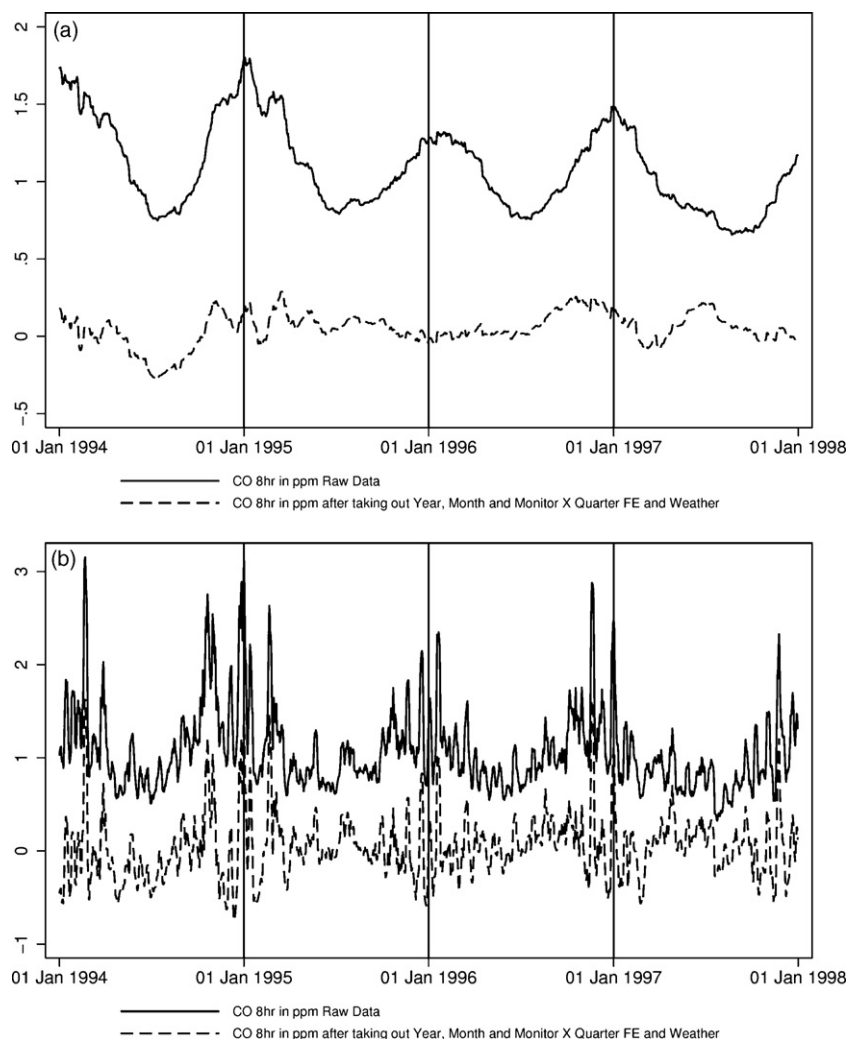 (a)
2
1.5
1
.5
0
-.5
01 Jan 1994 01 Jan 1995 01 Jan 1996 01 Jan 1997 01 Jan 1998
CO 8hr in ppm Raw Data
CO 8hr in ppm after taking out Year, Month and Monitor X Quarter FE and Weather
(b)
3
2
1
0
-1
01 Jan 1994 01 Jan 1995 01 Jan 1996 01 Jan 1997 01 Jan 1998
CO 8hr in ppm Raw Data
CO 8hr in ppm after taking out Year, Month and Monitor X Quarter FE and Weather